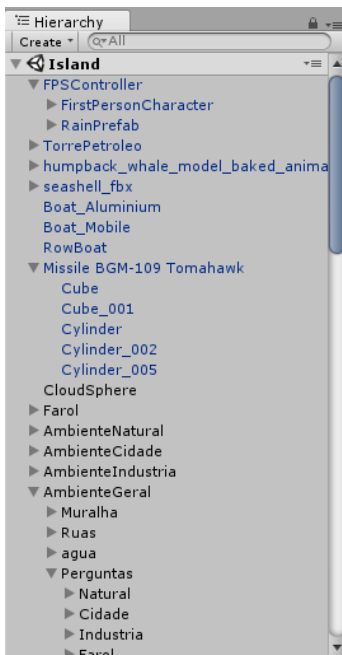 Hierarchy
Create All
Island
FPSController
FirstPersonCharacter
RainPrefab
TorrePetroleo
humpback_whale_model_baked_anima
seashell_fbx
Boat_Aluminium
Boat_Mobile
RowBoat
Missile BGM-109 Tomahawk
Cube
Cube_001
Cylinder
Cylinder_002
Cylinder_005
CloudSphere
Farol
AmbienteNatural
AmbienteCidade
AmbienteIndustria
AmbienteGeral
Muralha
Ruas
agua
Perguntas
Natural
Cidade
Industria
Farol